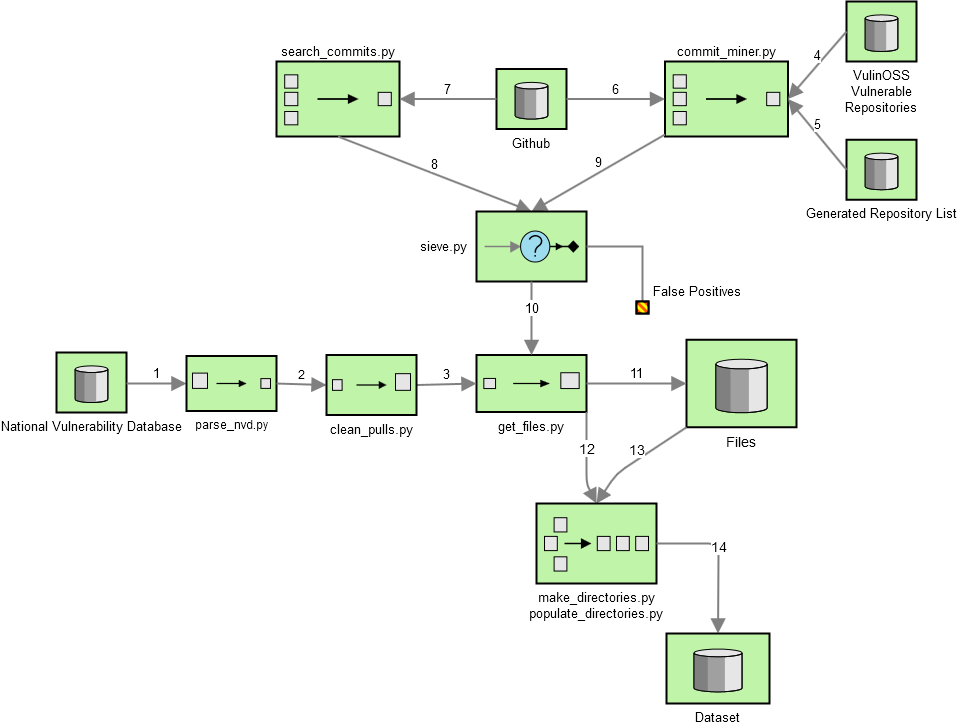 search_commits.py
commit_miner.py
4
VulinOSS
Vulnerable
Repositories
7
6
Github
5
Generated Repository List
8
9
sieve.py
?
False Positives
10
1
2
3
11
National Vulnerability Database
parse_nvd.py
clean_pulls.py
get_files.py
Files
12
13
14
make_directories.py
populate_directories.py
Dataset